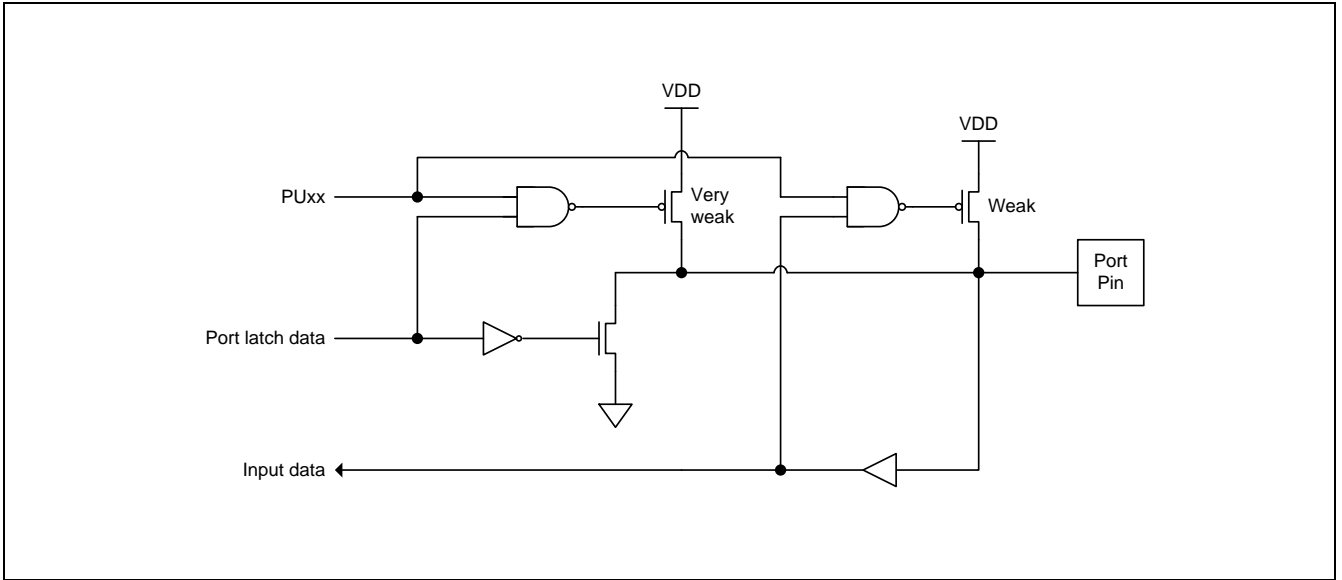 VDD
VDD
PUxx
Very
weak
Weak
Port
Pin
Port latch data
Input data